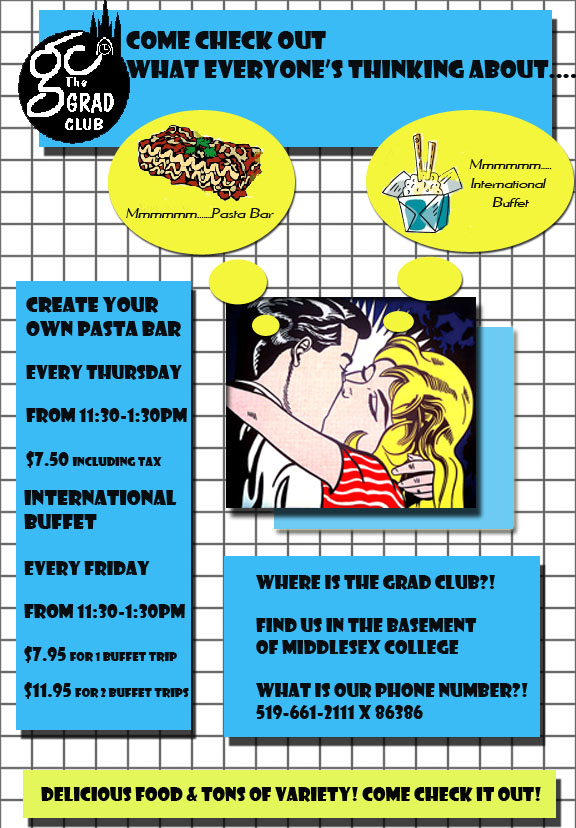 gc
The
GRAD
CLUB
COME CHECK OUT
WHAT EVERYONE'S THINKING ABOUT....
Mmmmmm......Pasta Bar
Mmmmmm.....
International
Buffet
CREATE YOUR
OWN PASTA BAR
EVERY THURSDAY
FROM 11:30-1:30PM
$7.50 INCLUDING TAX
INTERNATIONAL
BUFFET
EVERY FRIDAY
FROM 11:30-1:30PM
$7.95 FOR 1 BUFFET TRIP
$11.95 FOR 2 BUFFET TRIPS
WHERE IS THE GRAD CLUB?!
FIND US IN THE BASEMENT
OF MIDDLESEX COLLEGE
WHAT IS OUR PHONE NUMBER?!
519-661-2111 X 86386
DELICIOUS FOOD & TONS OF VARIETY! COME CHECK IT OUT!